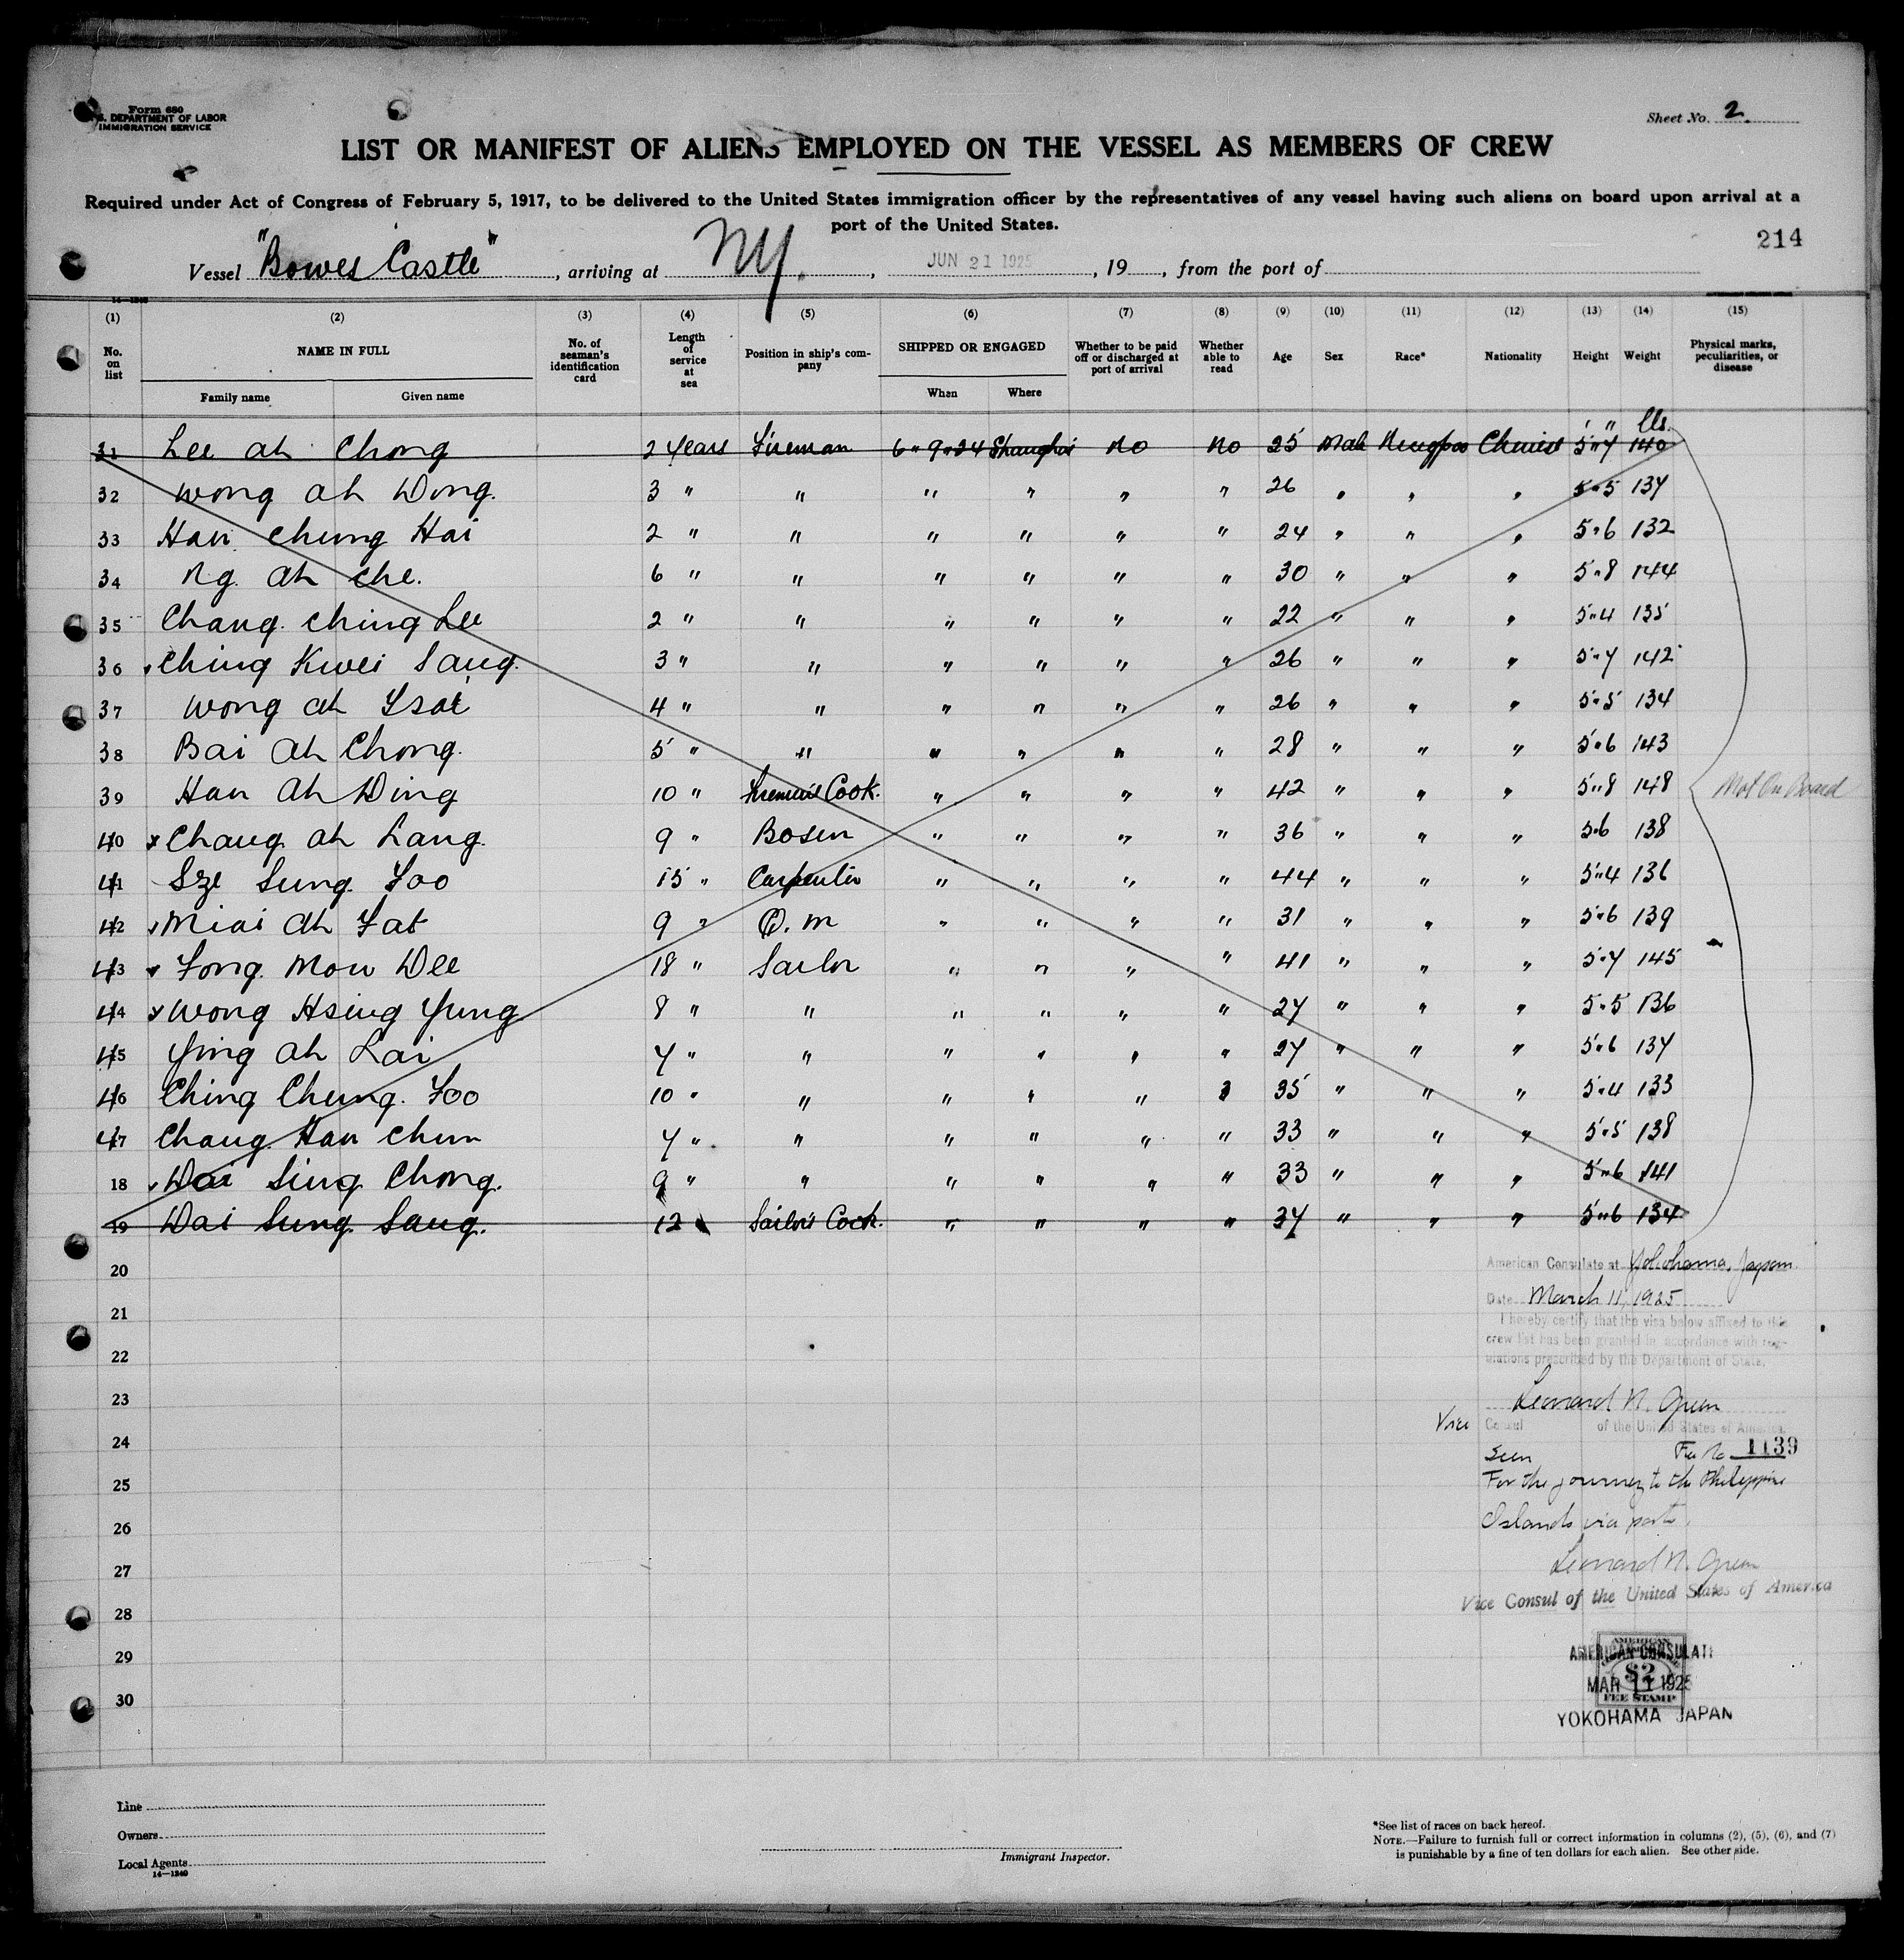 Form 680
U.S. DEPARTMENT OF LABOR
IMMIGRATION SERVICE
Sheet No. 2.
LIST OR MANIFEST OF ALIENS EMPLOYED ON THE VESSEL AS MEMBERS OF CREW
Required under Act of Congress of February 5, 1917, to be delivered to the United States immigration officer by the representatives of any vessel having such aliens on board upon arrival at a
port of the United States.
214
Vessel "Bowes Castle", arriving at NY., JUN 21 1925, 19, from the port of
14—1240
(1) (2) (3) (4) (5) (6) (7) (8) (9) (10) (11) (12) (13) (14) (15)
No. on list NAME IN FULL No. of seaman's identification card Length of service at sea Position in ship's company SHIPPED OR ENGAGED Whether to be paid off or discharged at port of arrival Whether able to read Age Sex Race* Nationality Height Weight Physical marks, peculiarities, or disease
Family name Given name When Where
' " lbs.
31 Lee ah Chong 2 Years Fireman 6"9"24 Shanghai no no 25 Male Chinese 5"7 140
32 Wong ah Dong. 3 " " " " " " 26 " " " 5"5 137
33 Han Chung Hai 2 " " " " " " 24 " " " 5"6 132
34 Ng. ah che. 6 " " " " " " 30 " " " 5"8 144
35 Chang. ching Lee 2 " " " " " " 22 " " " 5"4 135
36 Ching Kwei Sang. 3 " " " " " " 26 " " " 5"7 142
37 Wong ah Tsai 4 " " " " " " 26 " " " 5"5 134
38 Bai ah Chong. 5 " " " " " " 28 " " " 5"6 143
39 Han ah Ding 10 " Firemans Cook. " " " " 42 " " " 5"8 148 Not On Board
40 x Chang ah Lang. 9 " Bosun " " " " 36 " " " 5"6 138
41 Sze Sung Foo 15 " Carpenter " " " " 44 " " " 5"4 136
42 Miai ah Fat 9 " Q.M " " " " 31 " " " 5"6 139
43 Fong. Mow Dee 18 " Sailor " " " " 41 " " " 5"7 145
44 x Wong Hsing Yung 8 " " " " " " 27 " " " 5"5 136
45 Ying ah Lai 7 " " " " " " 27 " " " 5"6 137
46 Ching Chung. Foo 10 " " " " " " 35 " " " 5"4 133
47 Chang Han Chun 7 " " " " " " 33 " " " 5"5 138
18 Dai Sing Chong. 9 " " " " " " 33 " " " 5"6 141
19 Dai Sung Sang. 12 " Sailor's Cook. " " " " 37 " " " 5"6 134
20
21
22
23
24
25
26
27
28
29
30
American Consulate at Yokohama, Japan.
Date March 11, 1925
I hereby certify that the visa below affixed to this
crew list has been granted in accordance with reg-
ulations prescribed by the Department of State.
Leonard N. Green
Vice Consul of the United States of America.
Seen Fee No 1139
For the journey to the Philippine
Islands via ports.
Leonard N. Green
Vice Consul of the United States of America
AMERICAN
$2
FEE STAMP
AMERICAN CONSULATE
MAR 11 1925
YOKOHAMA JAPAN
Line
Owners
Local Agents
14—1240
Immigrant Inspector.
*See list of races on back hereof.
NOTE.—Failure to furnish full or correct information in columns (2), (5), (6), and (7)
is punishable by a fine of ten dollars for each alien. See other side.